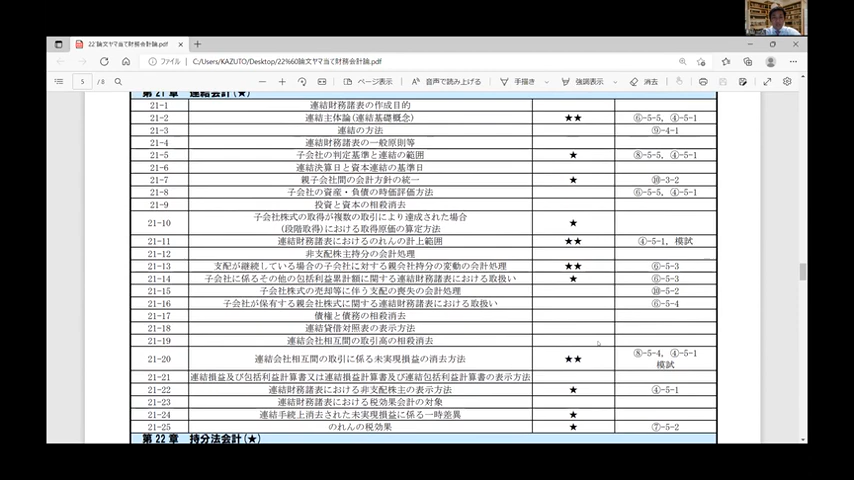 22'論文ヤマ当て財務会計論.pdf
ファイル C:/Users/KAZUTO/Desktop/22%60論文ヤマ当て財務会計論.pdf
5 /8 ページ表示 音声で読み上げる 手描き 強調表示 消去
第21章 連結会計(★)
21-1 連結財務諸表の作成目的
21-2 連結主体論(連結基礎概念) ★★ ⑥-5-5, ④-5-1
21-3 連結の方法 ⑨-4-1
21-4 連結財務諸表の一般原則等
21-5 子会社の判定基準と連結の範囲 ★ ⑧-5-5, ④-5-1
21-6 連結決算日と資本連結の基準日
21-7 親子会社間の会計方針の統一 ★ ⑩-3-2
21-8 子会社の資産・負債の時価評価方法 ⑥-5-5, ④-5-1
21-9 投資と資本の相殺消去
21-10 子会社株式の取得が複数の取引により達成された場合
(段階取得)における取得原価の算定方法 ★
21-11 連結財務諸表におけるのれんの計上範囲 ★★ ④-5-1, 模試
21-12 非支配株主持分の会計処理
21-13 支配が継続している場合の子会社に対する親会社持分の変動の会計処理 ★★ ⑥-5-3
21-14 子会社に係るその他の包括利益累計額に関する連結財務諸表における取扱い ★ ⑥-5-3
21-15 子会社株式の売却等に伴う支配の喪失の会計処理 ⑩-5-2
21-16 子会社が保有する親会社株式に関する連結財務諸表における取扱い ⑥-5-4
21-17 債権と債務の相殺消去
21-18 連結貸借対照表の表示方法
21-19 連結会社相互間の取引高の相殺消去
21-20 連結会社相互間の取引に係る未実現損益の消去方法 ★★ ⑧-5-4, ④-5-1
模試
21-21 連結損益及び包括利益計算書又は連結損益計算書及び連結包括利益計算書の表示方法
21-22 連結財務諸表における非支配株主の表示方法 ★ ④-5-1
21-23 連結財務諸表における税効果会計の対象
21-24 連結手続上消去された未実現損益に係る一時差異 ★
21-25 のれんの税効果 ★ ⑦-5-2
第22章 持分法会計(★)